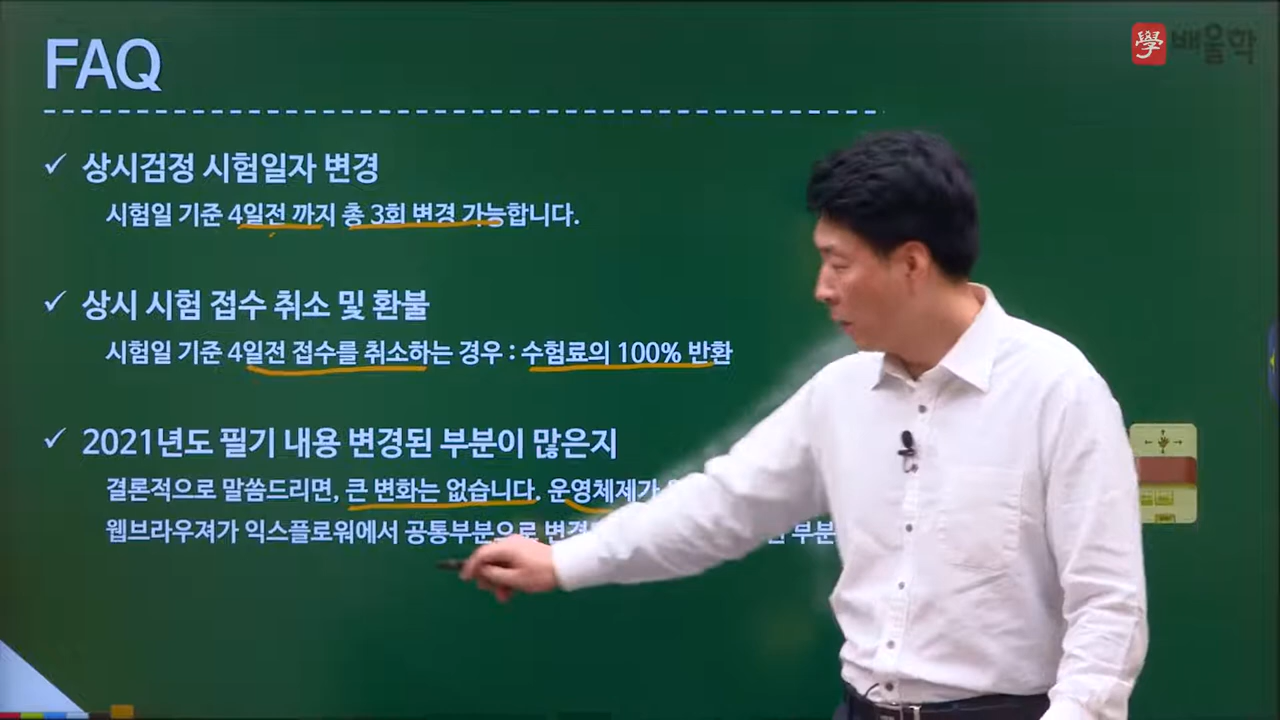 FAQ
學 배울학
✓ 상시검정 시험일자 변경
시험일 기준 4일전 까지 총 3회 변경 가능합니다.
✓ 상시 시험 접수 취소 및 환불
시험일 기준 4일전 접수를 취소하는 경우 : 수험료의 100% 반환
✓ 2021년도 필기 내용 변경된 부분이 많은지
결론적으로 말씀드리면, 큰 변화는 없습니다. 운영체제가
웹브라우져가 익스플로워에서 공통부분으로 변경 부분